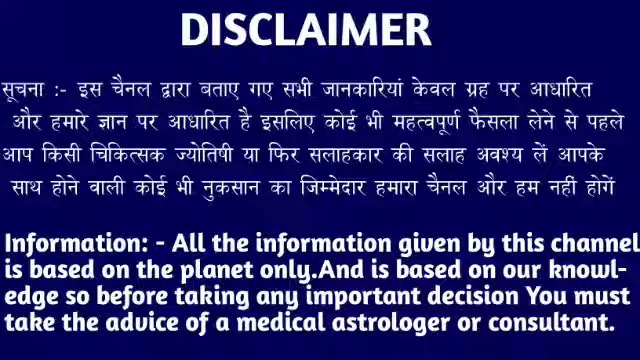 DISCLAIMER
सूचना :- इस चैनल द्वारा बताए गए सभी जानकारियां केवल ग्रह पर आधारित
और हमारे ज्ञान पर आधारित है इसलिए कोई भी महत्वपूर्ण फैसला लेने से पहले
आप किसी चिकित्सक ज्योतिषी या फिर सलाहकार की सलाह अवश्य लें आपके
साथ होने वाली कोई भी नुकसान का जिम्मेदार हमारा चैनल और हम नहीं होगें
Information: - All the information given by this channel
is based on the planet only.And is based on our knowl-
edge so before taking any important decision You must
take the advice of a medical astrologer or consultant.